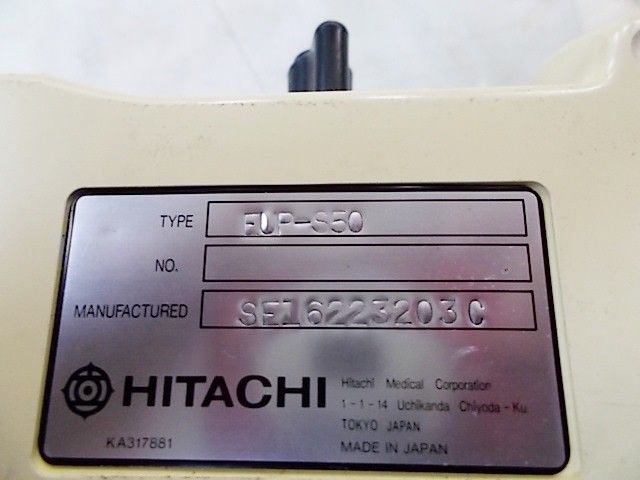 TYPE FUP-S50
NO.
MANUFACTURED SE16223203C
HITACHI
Hitachi Medical Corporation
1-1-14 Uchikanda Chiyoda-Ku.
TOKYO JAPAN
KA317881
MADE IN JAPAN